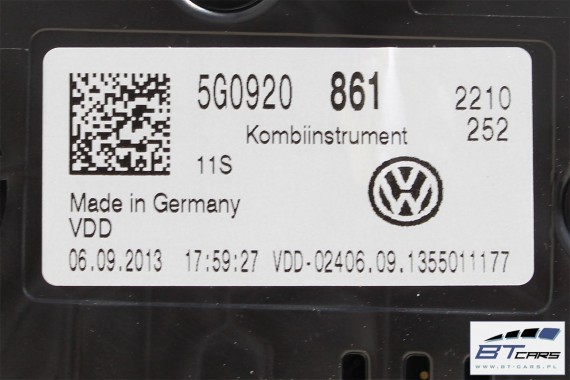 5G0920 861 2210
Kombiinstrument 252
11S
Made in Germany
VDD
06.09.2013 17:59:27 VDD-02406.09.1355011177
BTCARS
WWW.BT-CARS.PL